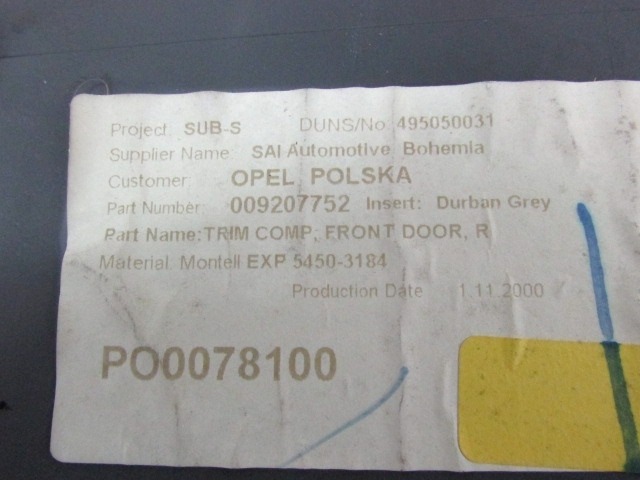 Project SUB-S DUNS/No 495050031
Supplier Name SAI Automotive Bohemia
Customer: OPEL POLSKA
Part Number: 009207752 Insert: Durban Grey
Part Name:TRIM COMP, FRONT DOOR, R
Material Montell EXP 5450-3184
Production Date 1.11.2000
PO0078100